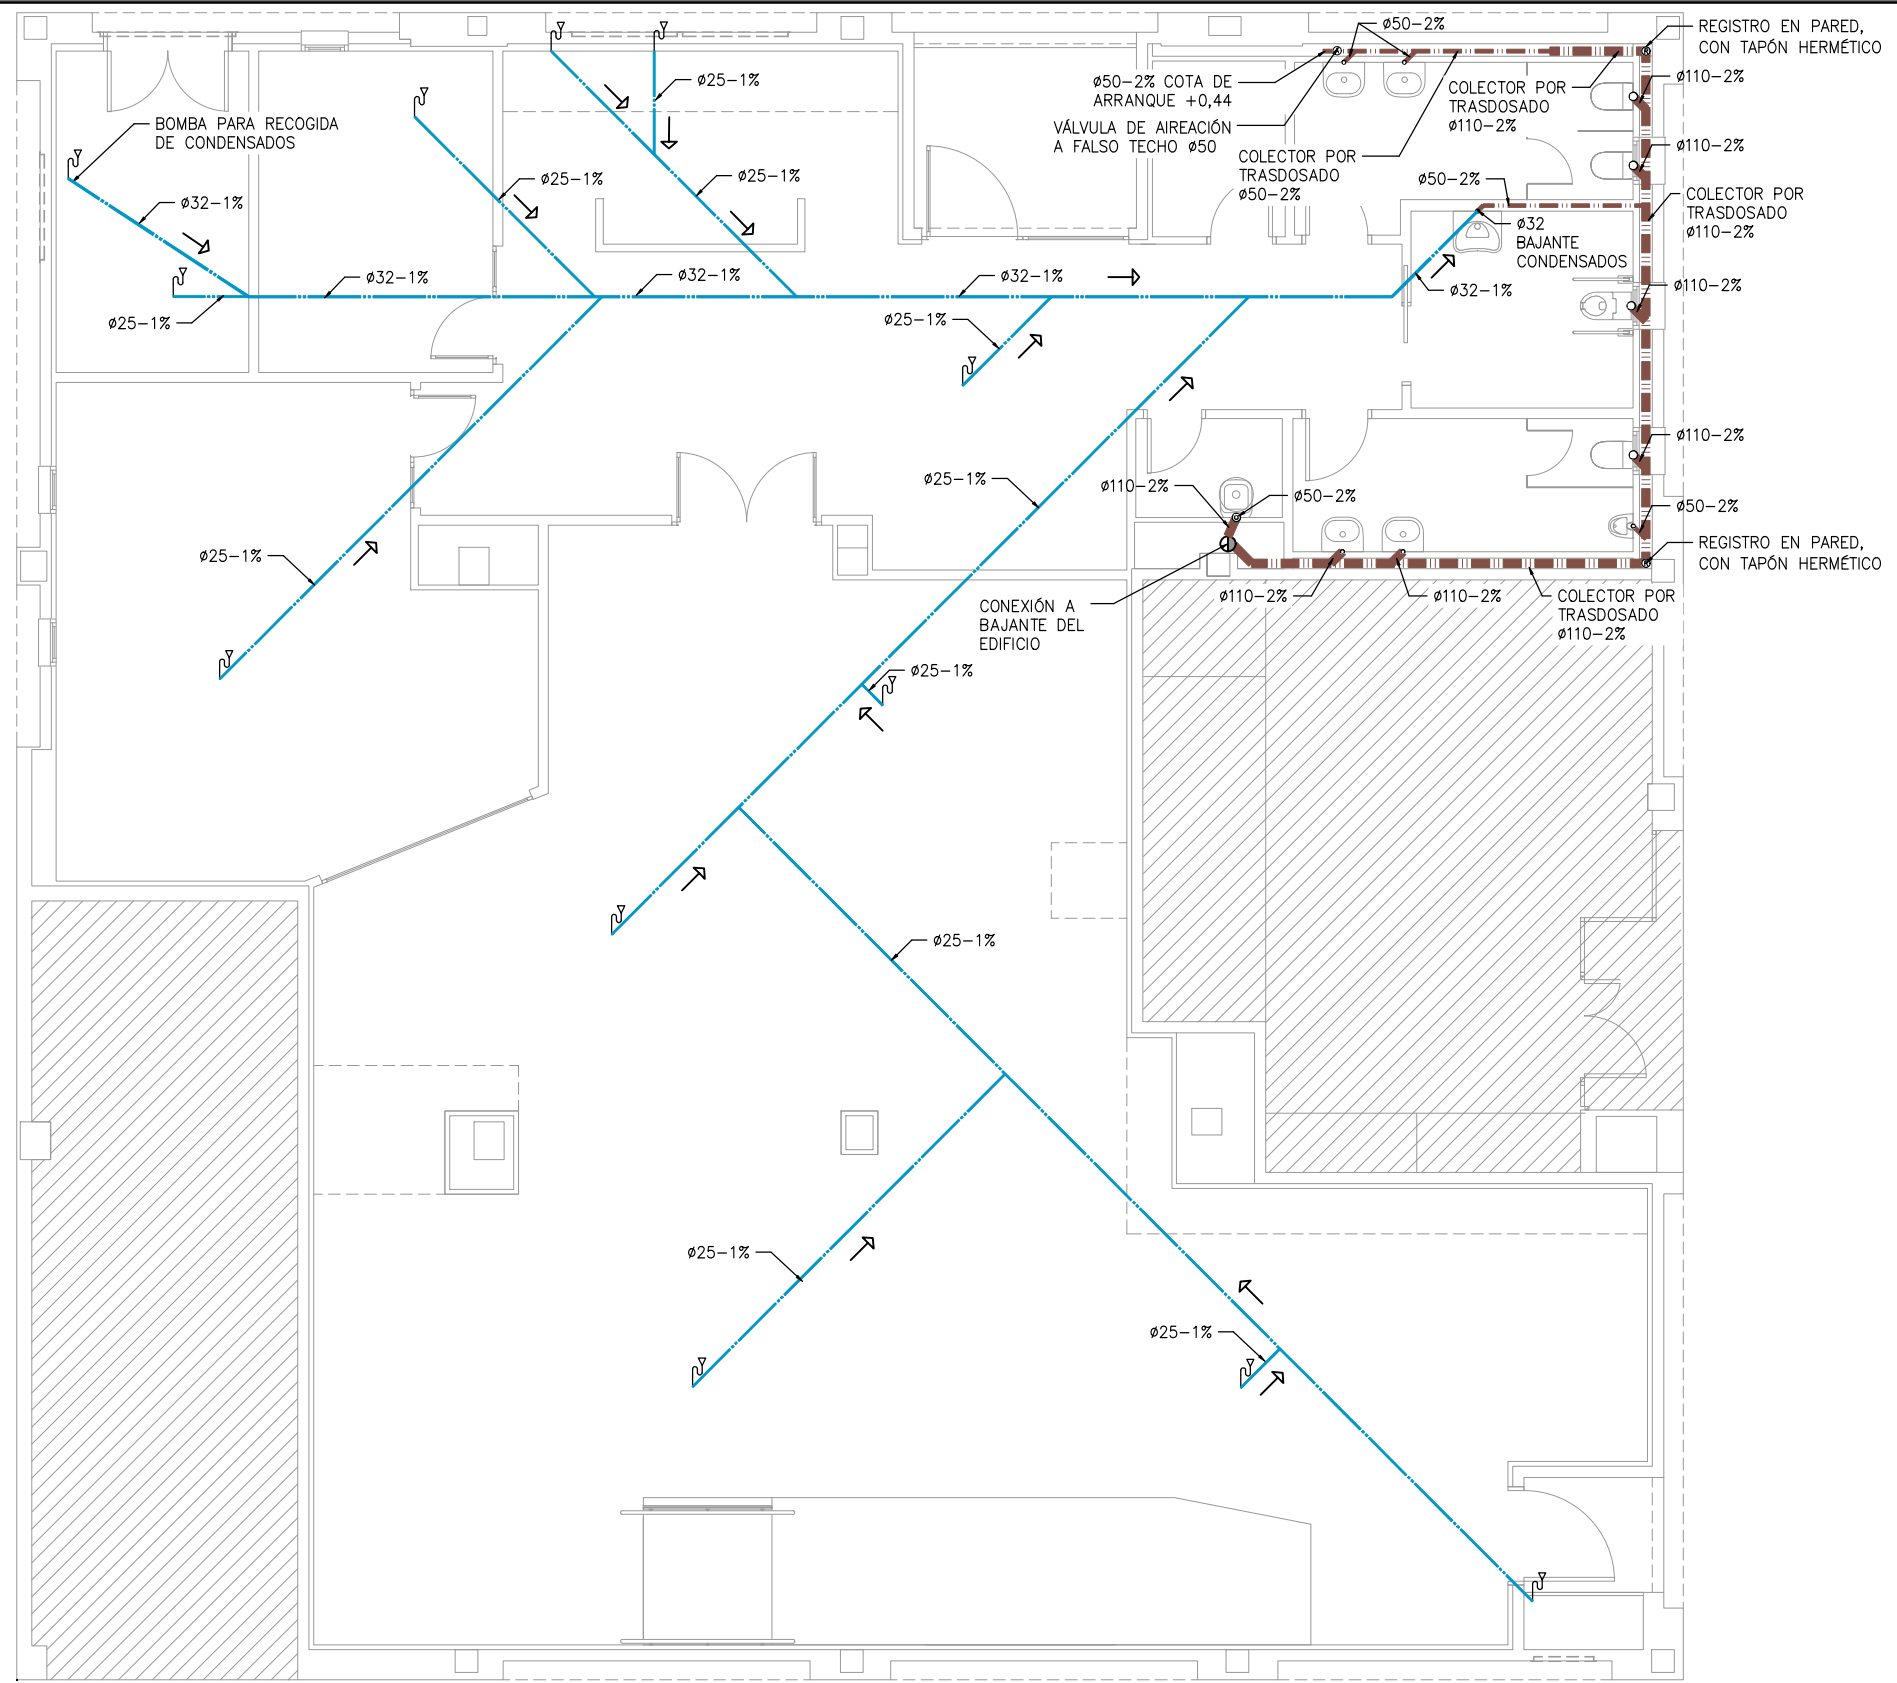 ø50-2%
REGISTRO EN PARED,
CON TAPÓN HERMÉTICO
ø25-1%
ø50-2% COTA DE
ARRANQUE +0,44
COLECTOR POR
TRASDOSADO
ø110-2%
ø110-2%
BOMBA PARA RECOGIDA
DE CONDENSADOS
VÁLVULA DE AIREACIÓN
A FALSO TECHO ø50
COLECTOR POR
TRASDOSADO
ø50-2%
ø110-2%
ø25-1%
ø25-1%
ø50-2%
COLECTOR POR
TRASDOSADO
ø110-2%
ø32-1%
ø32
BAJANTE
CONDENSADOS
ø32-1%
ø32-1%
ø32-1%
ø32-1%
ø110-2%
ø25-1%
ø25-1%
ø110-2%
ø25-1%
ø110-2%
ø50-2%
ø50-2%
ø25-1%
REGISTRO EN PARED,
CON TAPÓN HERMÉTICO
CONEXIÓN A
BAJANTE DEL
EDIFICIO
ø110-2%
ø110-2%
COLECTOR POR
TRASDOSADO
ø110-2%
ø25-1%
ø25-1%
ø25-1%
ø25-1%